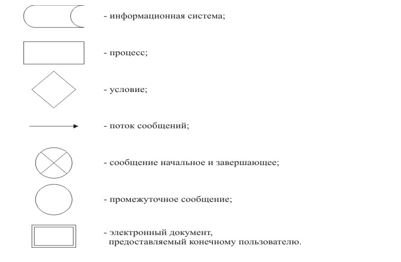 - информационная система;
- процесс;
- условие;
- поток сообщений;
- сообщение начальное и завершающее;
- промежуточное сообщение;
- электронный документ,
предоставляемый конечному пользователю.